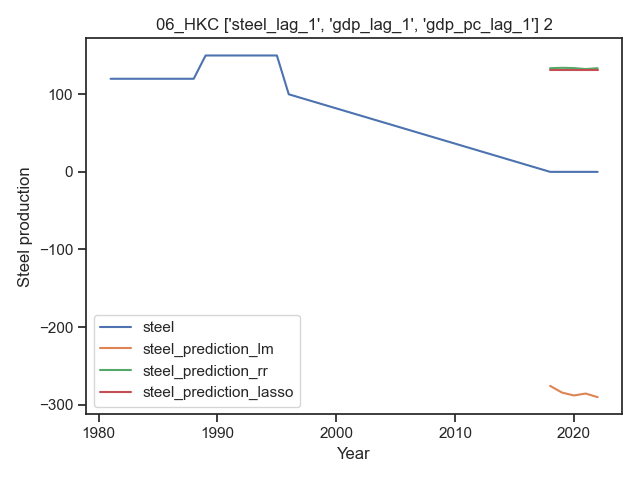 06_HKC ['steel_lag_1', 'gdp_lag_1', 'gdp_pc_lag_1'] 2
100
0
−100
−200
−300
Steel production
steel
steel_prediction_lm
steel_prediction_rr
steel_prediction_lasso
1980
1990
2000
2010
2020
Year